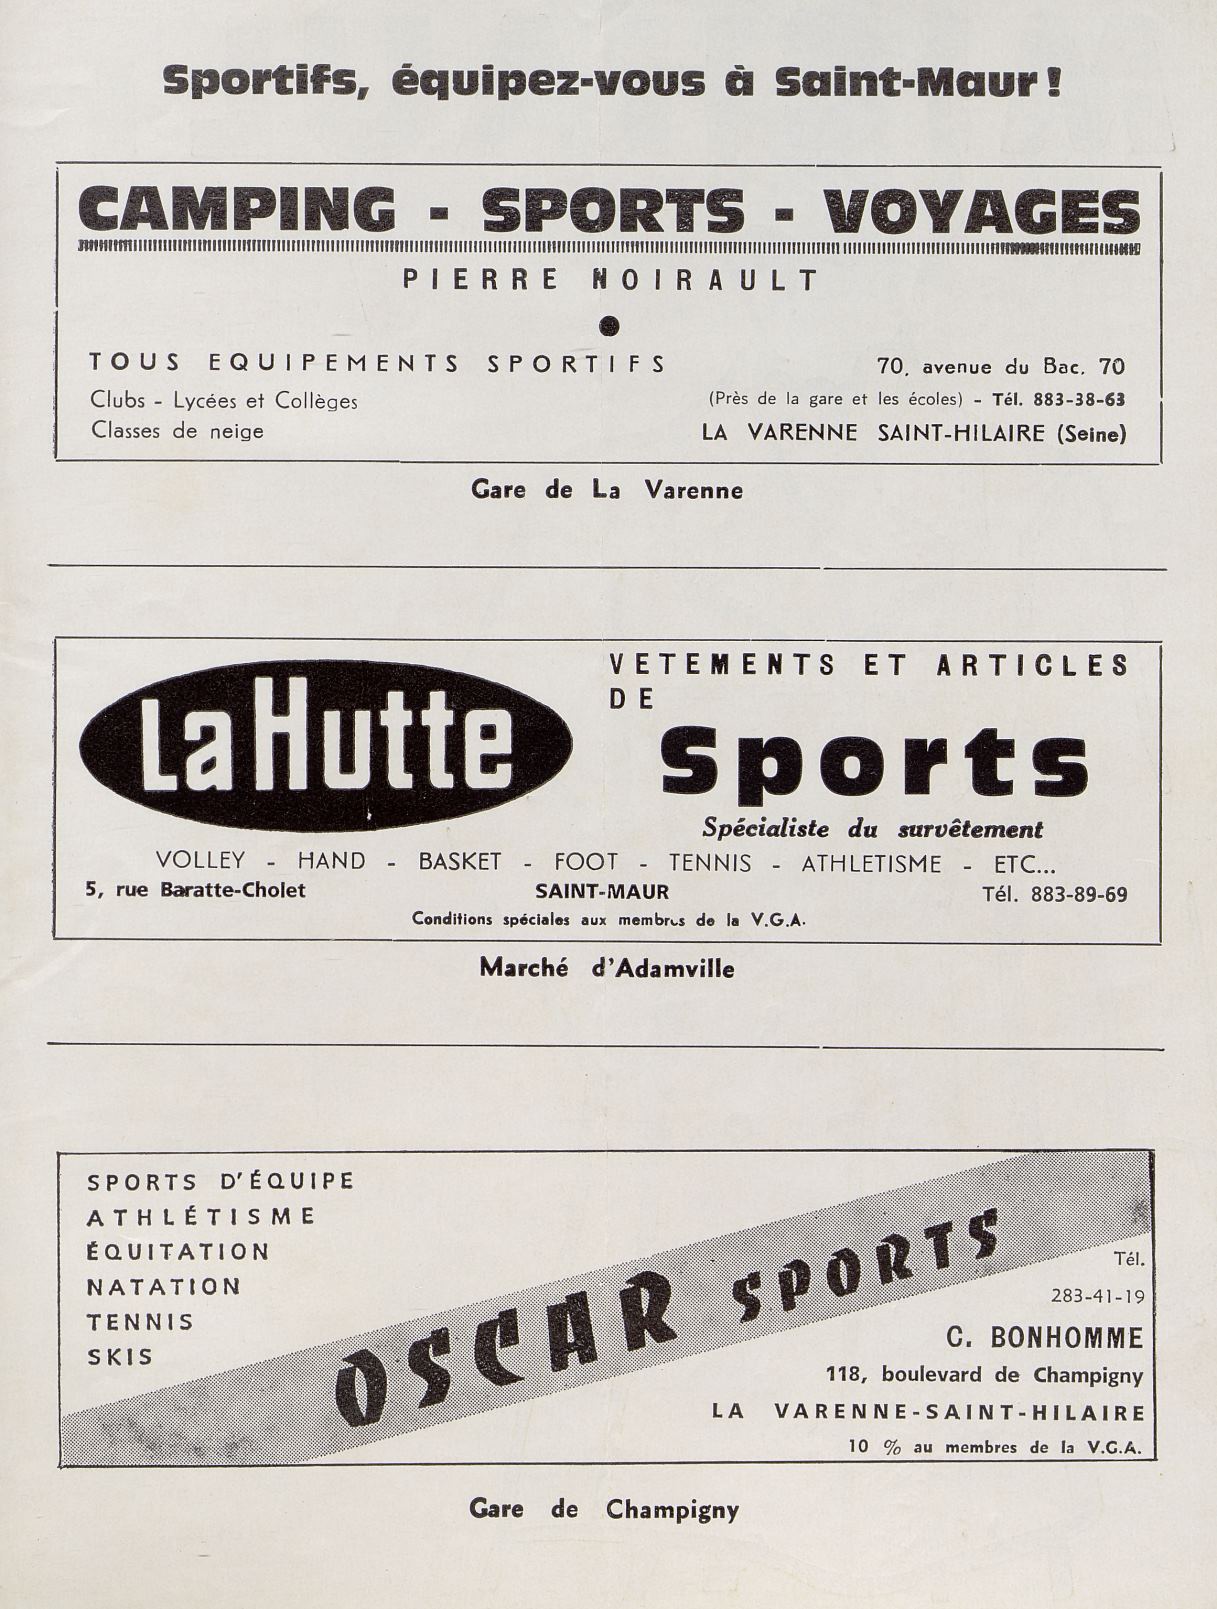 Sportifs, équipez-vous à Saint-Maur !
CAMPING - SPORTS - VOYAGES
PIERRE NOIRAULT
TOUS EQUIPEMENTS SPORTIFS
Clubs - Lycées et Collèges
Classes de neige
70, avenue du Bac, 70
(Près de la gare et les écoles) - Tél. 883-38-63
LA VARENNE SAINT-HILAIRE (Seine)
Gare de La Varenne
La Hutte
VETEMENTS ET ARTICLES
DE
Sports
Spécialiste du survêtement
VOLLEY - HAND - BASKET - FOOT - TENNIS - ATHLETISME - ETC...
5, rue Baratte-Cholet SAINT-MAUR Tél. 883-89-69
Conditions spéciales aux membres de la V.G.A.
Marché d'Adamville
SPORTS D'ÉQUIPE
ATHLÉTISME
ÉQUITATION
NATATION
TENNIS
SKIS
OSCAR SPORTS
Tél.
283-41-19
C. BONHOMME
118, boulevard de Champigny
LA VARENNE-SAINT-HILAIRE
10 % au membres de la V.G.A.
Gare de Champigny